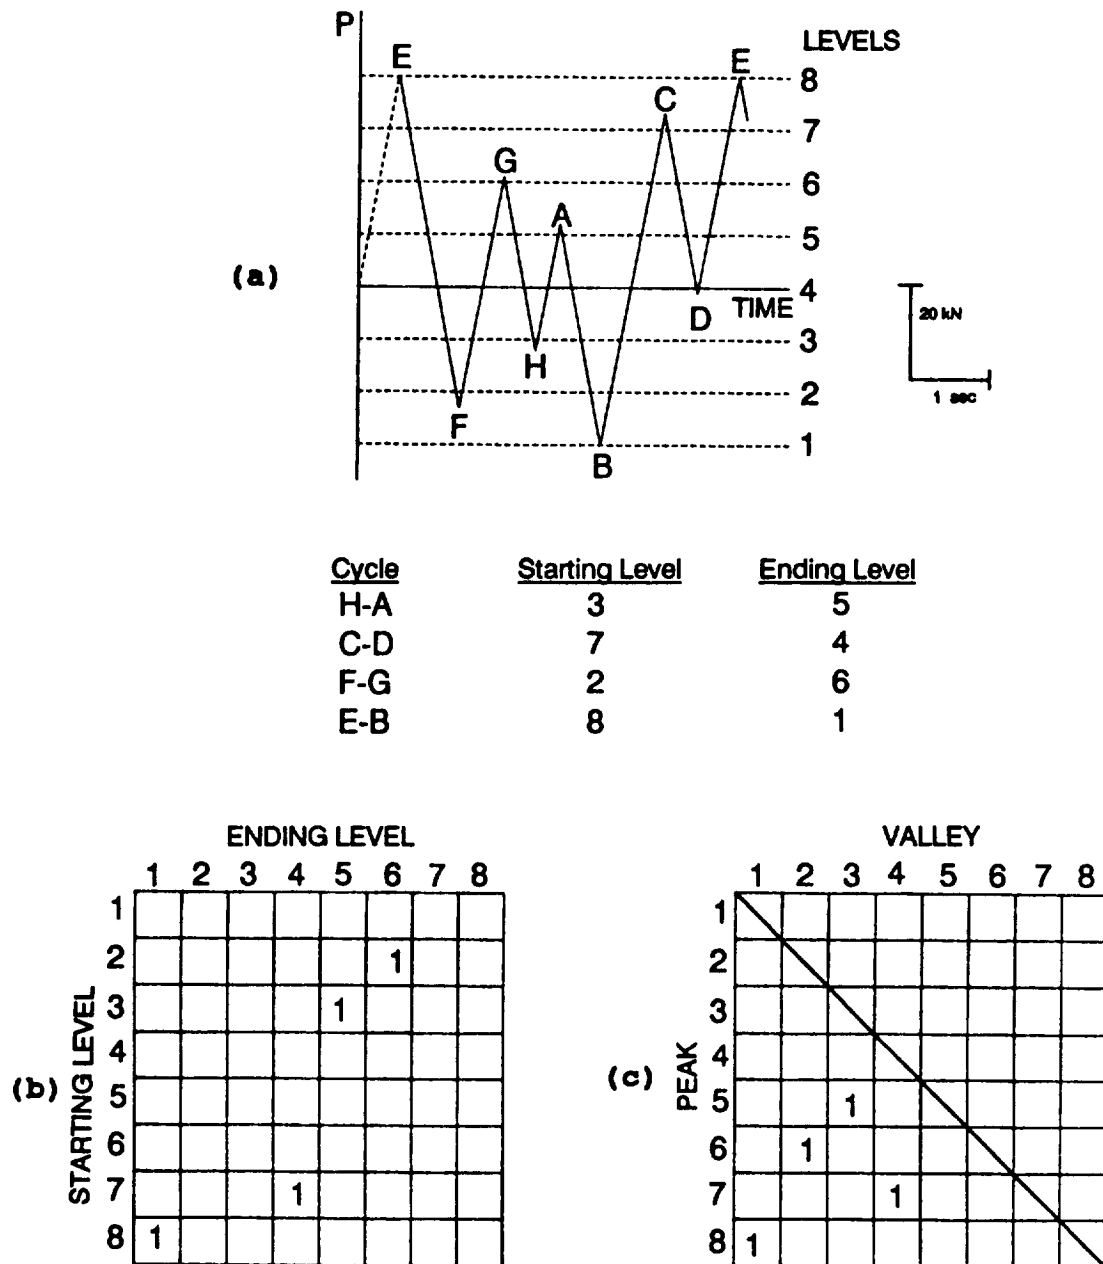 P
LEVELS
E
E
8
C
7
G
6
A
5
(a)
4
TIME
D
20 kN
3
H
2
1 sec
F
1
B
Cycle Starting Level Ending Level
H-A 3 5
C-D 7 4
F-G 2 6
E-B 8 1
ENDING LEVEL
1 2 3 4 5 6 7 8
1
2 1
3 1
4
5
6
7 1
8 1
STARTING LEVEL
(b)
VALLEY
1 2 3 4 5 6 7 8
1
2
3
4
5 1
6 1
7 1
8 1
PEAK
(c)